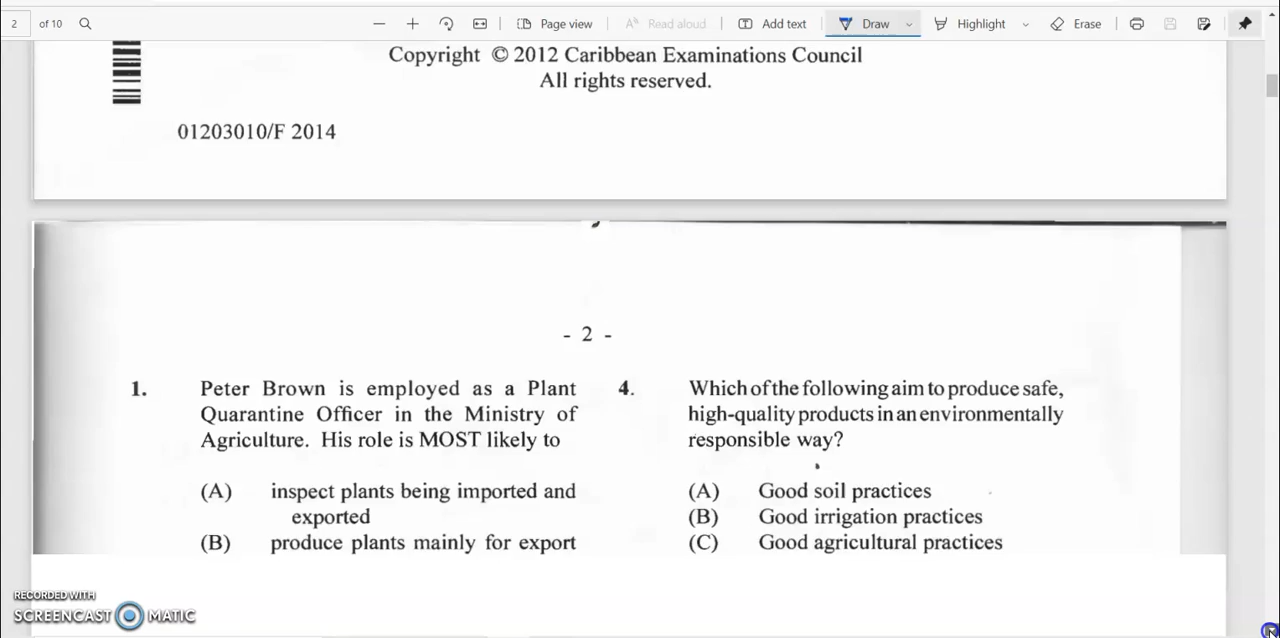 2 of 10 Page view Read aloud Add text Draw Highlight Erase
Copyright © 2012 Caribbean Examinations Council
All rights reserved.
01203010/F 2014
- 2 -
1. Peter Brown is employed as a Plant
Quarantine Officer in the Ministry of
Agriculture. His role is MOST likely to
(A) inspect plants being imported and
exported
(B) produce plants mainly for export
4. Which of the following aim to produce safe,
high-quality products in an environmentally
responsible way?
(A) Good soil practices
(B) Good irrigation practices
(C) Good agricultural practices
RECORDED WITH
SCREENCAST MATIC